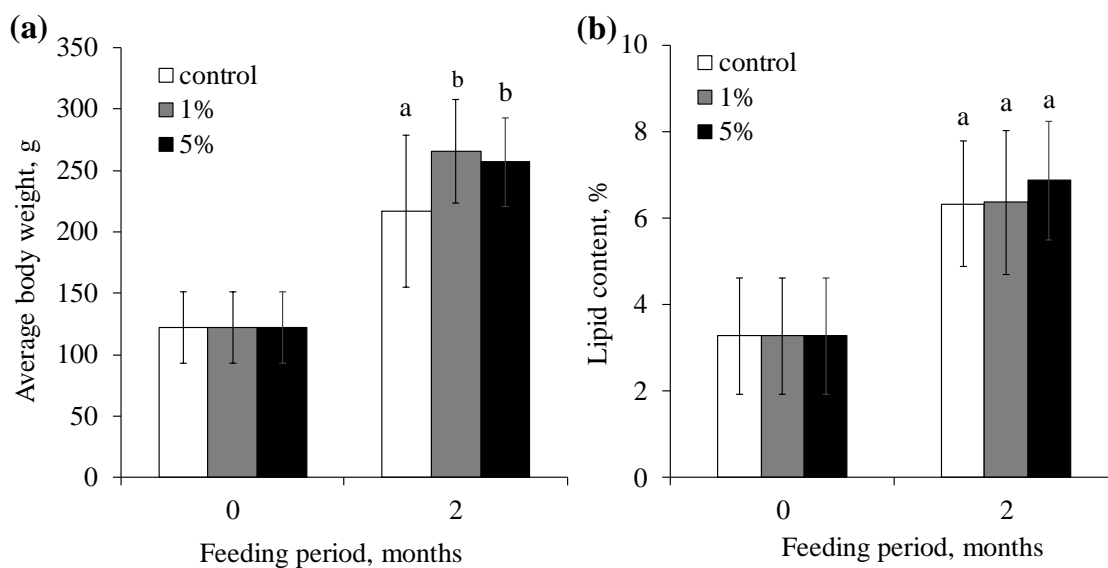 (a)
Average body weight, g
350
300
250
200
150
100
50
0
control
1%
5%
a
b
b
0
2
Feeding period, months
(b)
Lipid content, %
10
8
6
4
2
0
control
1%
5%
a
a
a
0
2
Feeding period, months